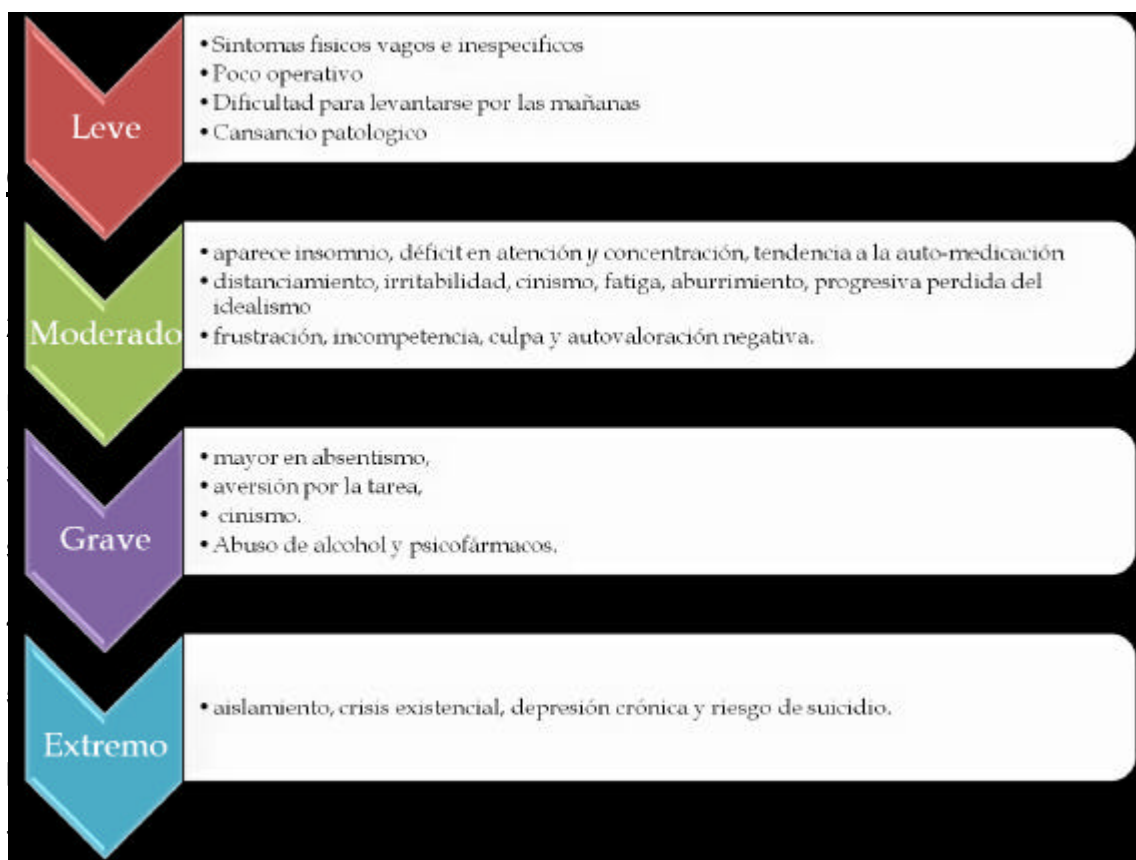 Leve
• Sintomas fisicos vagos e inespecificos
• Poco operativo
• Dificultad para levantarse por las mañanas
• Cansancio patologico
Moderado
• aparece insomnio, déficit en atención y concentración, tendencia a la auto-medicación
• distanciamiento, irritabilidad, cinismo, fatiga, aburrimiento, progresiva perdida del
idealismo
• frustración, incompetencia, culpa y autovaloración negativa.
Grave
• mayor en absentismo,
• aversión por la tarea,
• cinismo.
• Abuso de alcohol y psicofármacos.
Extremo
• aislamiento, crisis existencial, depresión crónica y riesgo de suicidio.